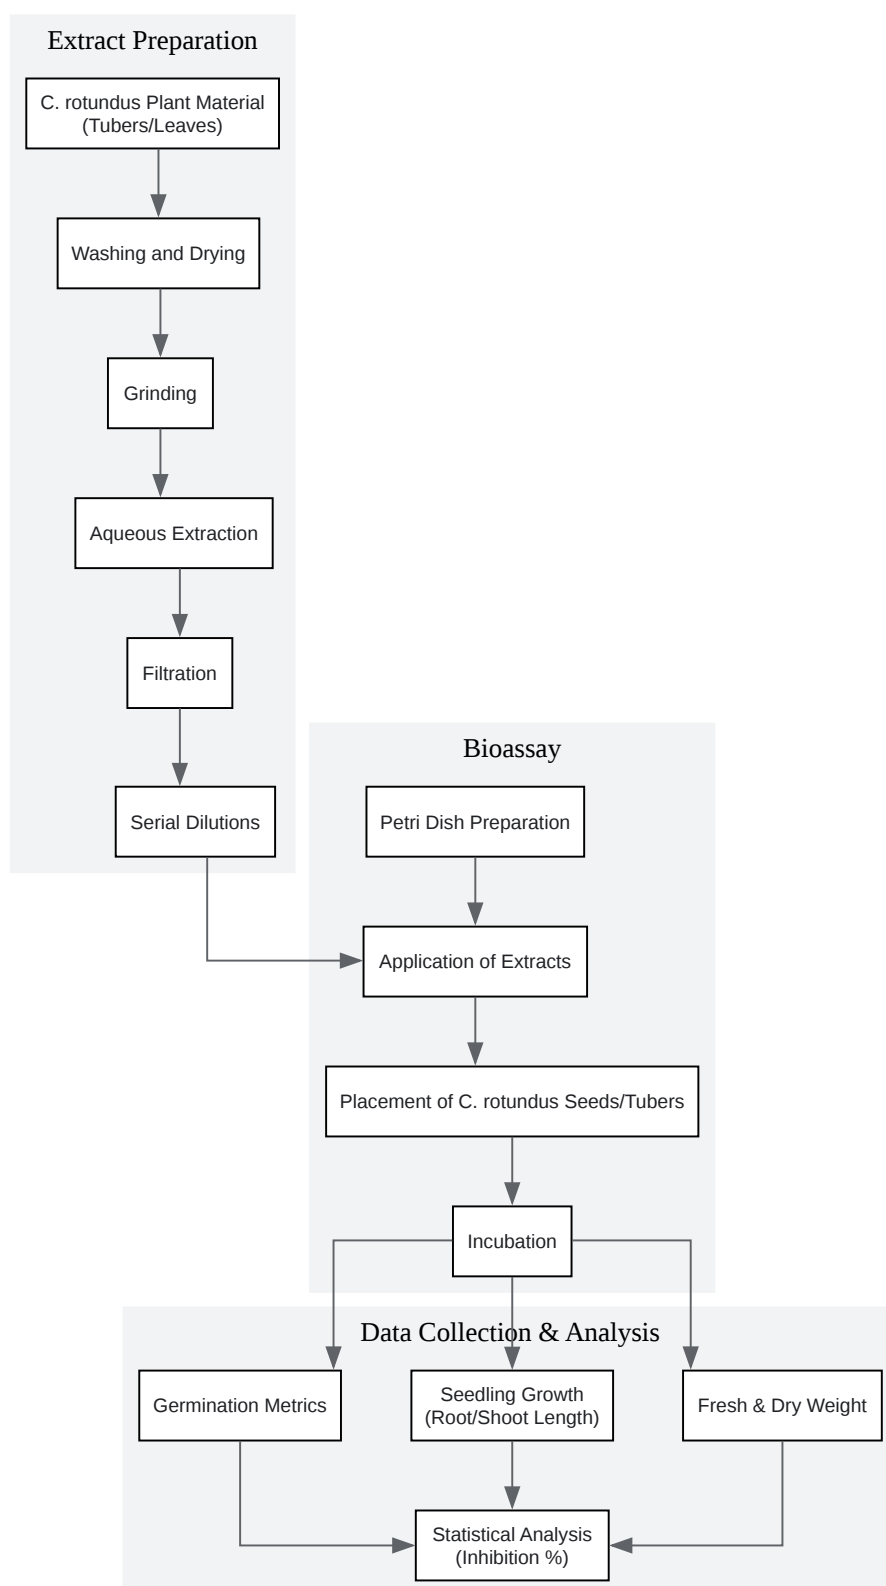 Extract Preparation
C. rotundus Plant Material
(Tubers/Leaves)
Washing and Drying
Grinding
Aqueous Extraction
Filtration
Serial Dilutions
Bioassay
Petri Dish Preparation
Application of Extracts
Placement of C. rotundus Seeds/Tubers
Incubation
Data Collection & Analysis
Germination Metrics
Seedling Growth
(Root/Shoot Length)
Fresh & Dry Weight
Statistical Analysis
(Inhibition %)